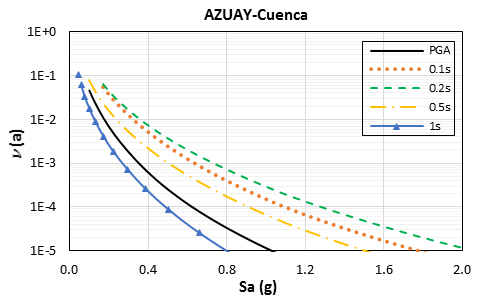 AZUAY-Cuenca
1E+0
1E-1
1E-2
1E-3
1E-4
1E-5
ν (a)
0.0 0.4 0.8 1.2 1.6 2.0
Sa (g)
PGA
0.1s
0.2s
0.5s
1s